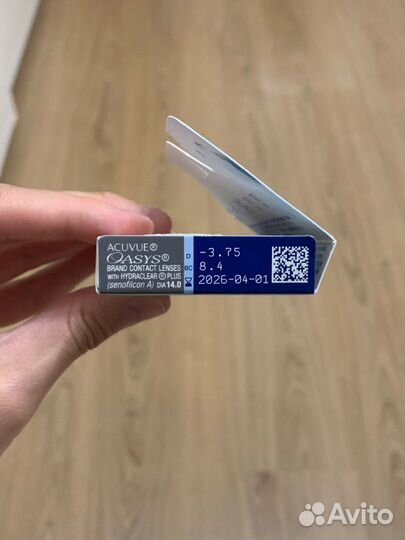 ACUVUE®
OASYS®
BRAND CONTACT LENSES
WITH HYDRACLEAR® PLUS
(senofilcon A) DIA 14.0
D -3.75
BC 8.4
2026-04-01
Avito